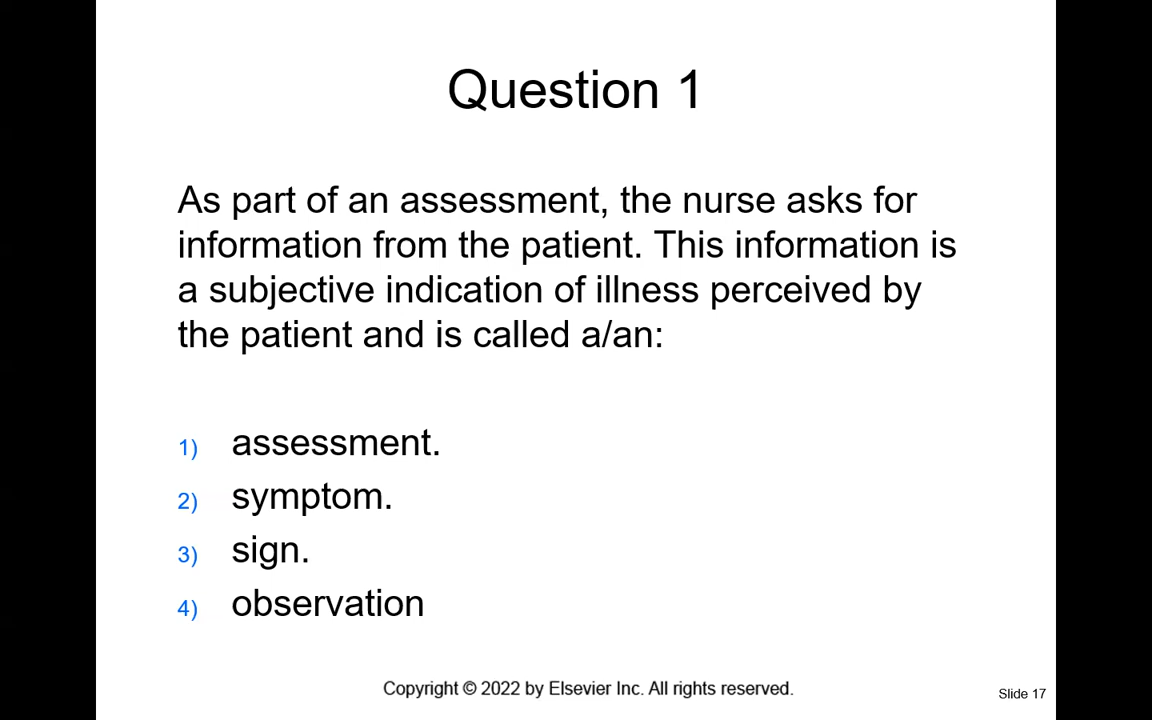 Question 1
As part of an assessment, the nurse asks for
information from the patient. This information is
a subjective indication of illness perceived by
the patient and is called a/an:
1) assessment.
2) symptom.
3) sign.
4) observation
Copyright © 2022 by Elsevier Inc. All rights reserved.
Slide 17